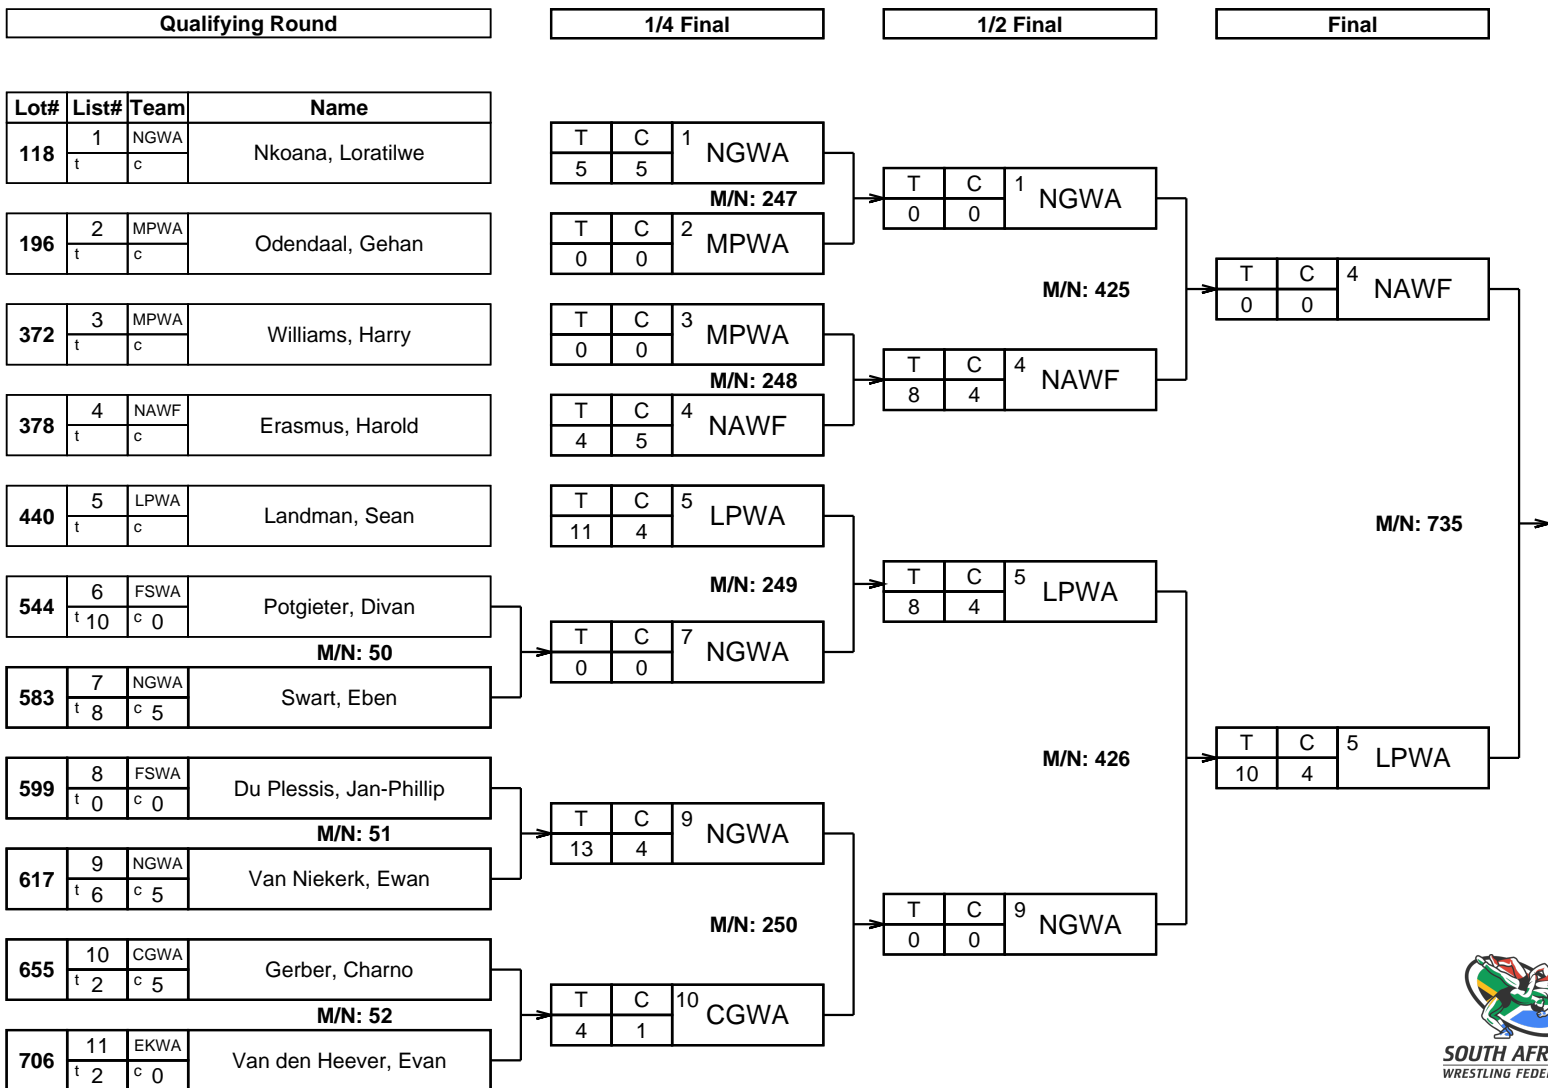 Qualifying Round 1/4 Final 1/2 Final Final
Lot# List# Team Name
118 1 NGWA Nkoana, Loratilwe
t c
T C 1 NGWA
5 5
M/N: 247
196 2 MPWA Odendaal, Gehan
t c
T C 2 MPWA
0 0
T C 1 NGWA
0 0
M/N: 425
372 3 MPWA Williams, Harry
t c
T C 3 MPWA
0 0
M/N: 248
378 4 NAWF Erasmus, Harold
t c
T C 4 NAWF
4 5
T C 4 NAWF
8 4
T C 4 NAWF
0 0
M/N: 735
440 5 LPWA Landman, Sean
t c
T C 5 LPWA
11 4
M/N: 249
544 6 FSWA Potgieter, Divan
t 10 c 0
M/N: 50
583 7 NGWA Swart, Eben
t 8 c 5
T C 7 NGWA
0 0
T C 5 LPWA
8 4
M/N: 426
599 8 FSWA Du Plessis, Jan-Phillip
t 0 c 0
M/N: 51
617 9 NGWA Van Niekerk, Ewan
t 6 c 5
T C 9 NGWA
13 4
M/N: 250
655 10 CGWA Gerber, Charno
t 2 c 5
M/N: 52
706 11 EKWA Van den Heever, Evan
t 2 c 0
T C 10 CGWA
4 1
T C 9 NGWA
0 0
T C 5 LPWA
10 4
SOUTH AFR
WRESTLING FEDE